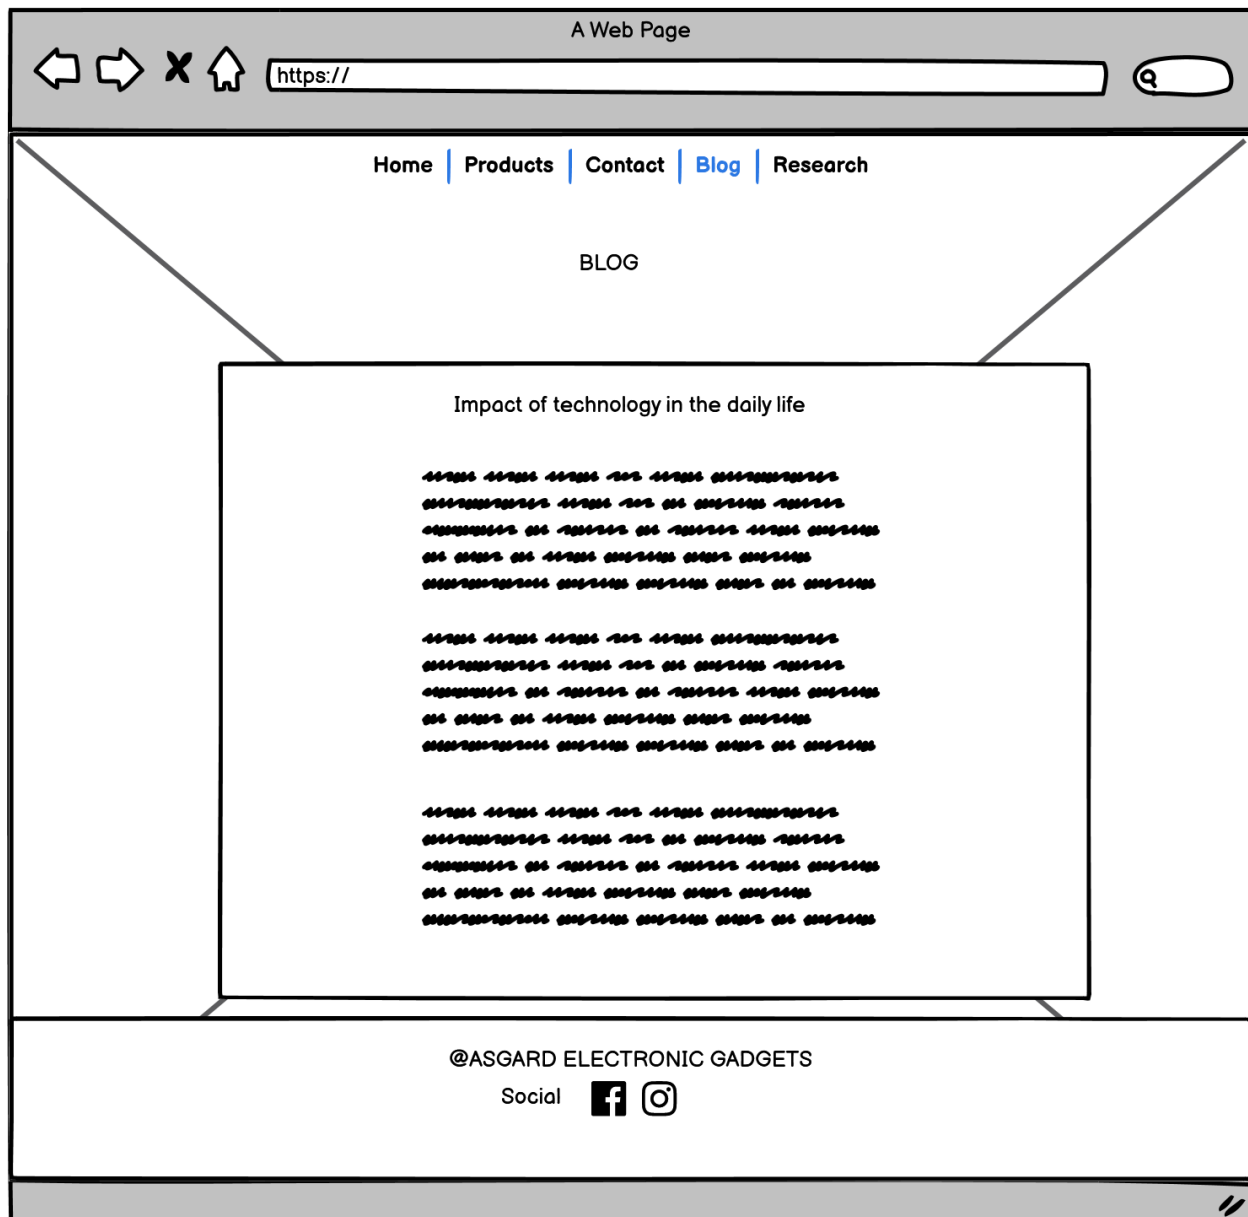 A Web Page
https://
Home Products Contact Blog Research
BLOG
Impact of technology in the daily life
@ASGARD ELECTRONIC GADGETS
Social